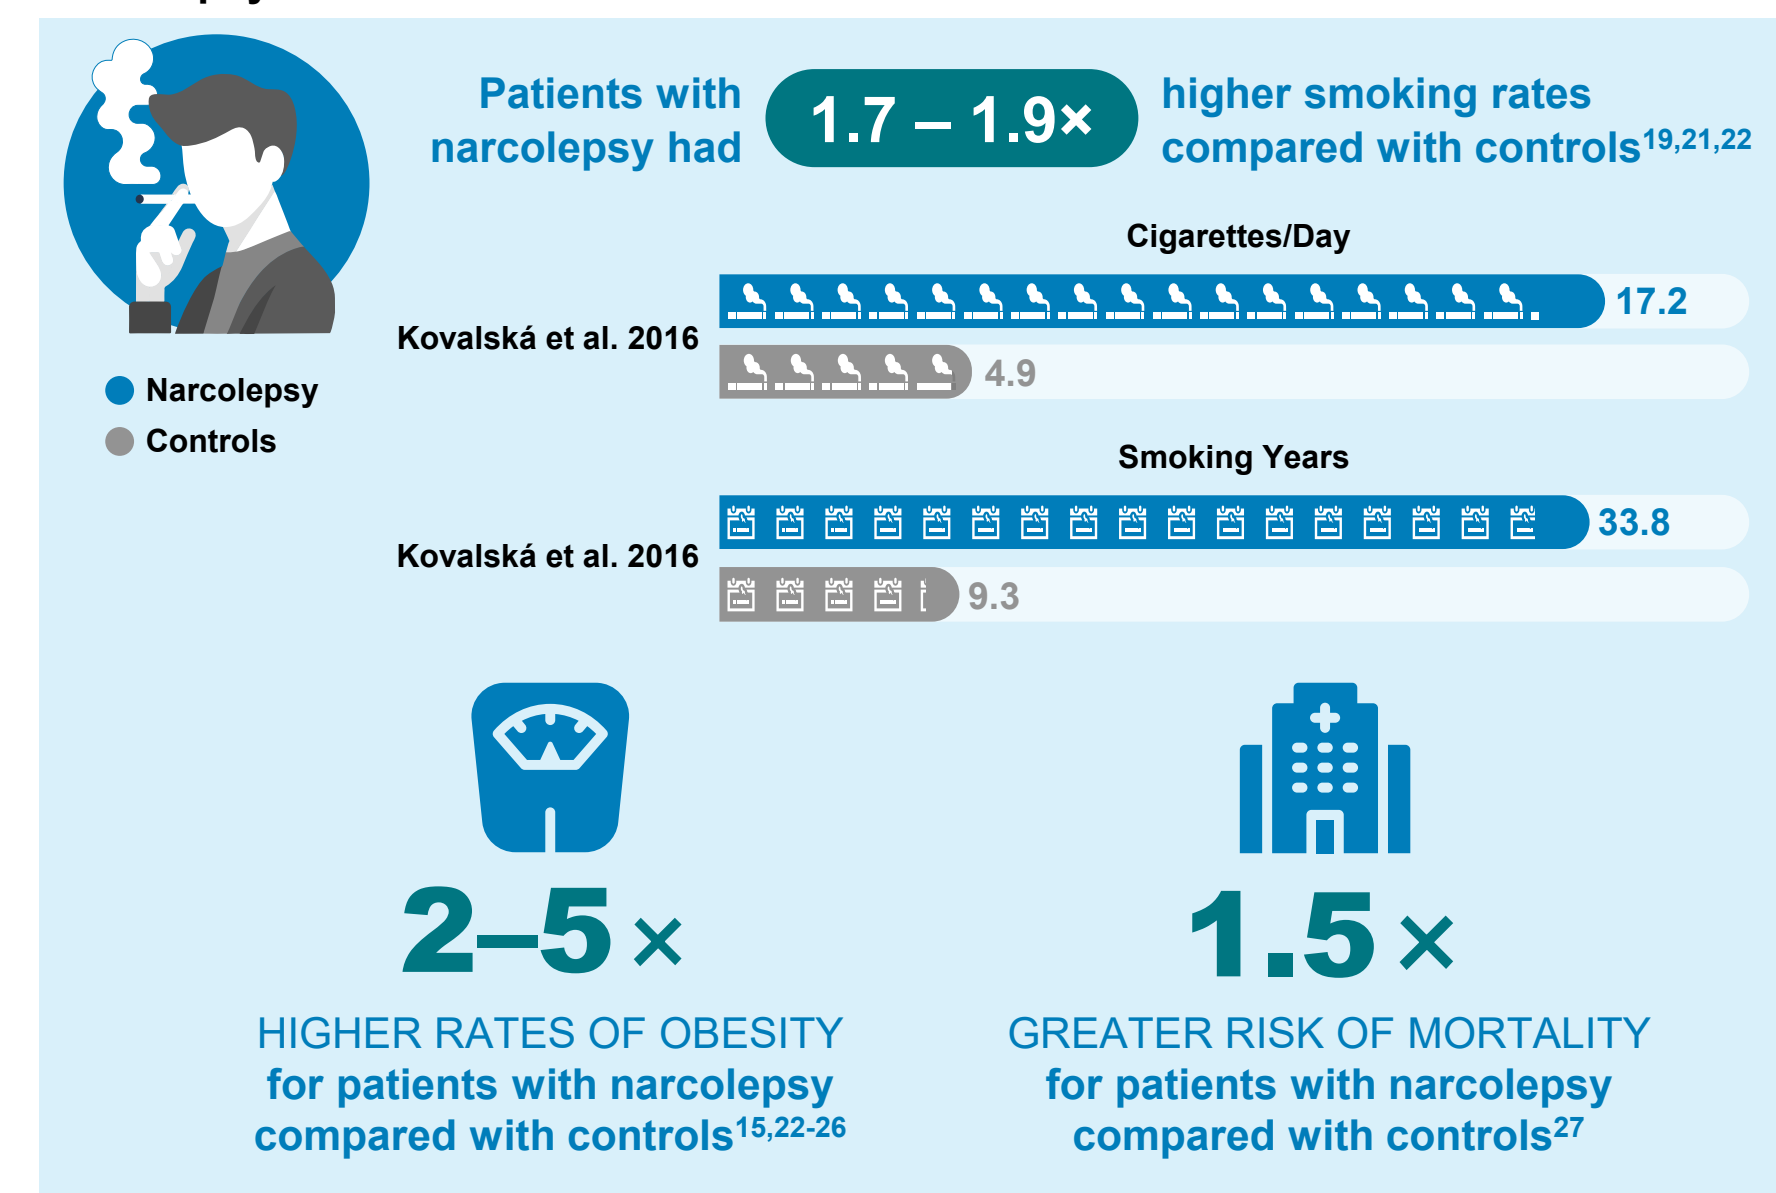 Patients with
narcolepsy had
1.7 – 1.9×
higher smoking rates
compared with controls19,21,22
Cigarettes/Day
Kovalská et al. 2016
17.2
4.9
Narcolepsy
Controls
Smoking Years
Kovalská et al. 2016
33.8
9.3
2–5×
HIGHER RATES OF OBESITY
for patients with narcolepsy
compared with controls15,22-26
1.5×
GREATER RISK OF MORTALITY
for patients with narcolepsy
compared with controls27